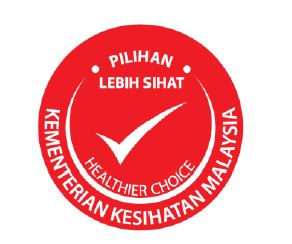 PILIHAN
LEBIH SIHAT
HEALTHIER CHOICE
KEMENTERIAN KESIHATAN MALAYSIA